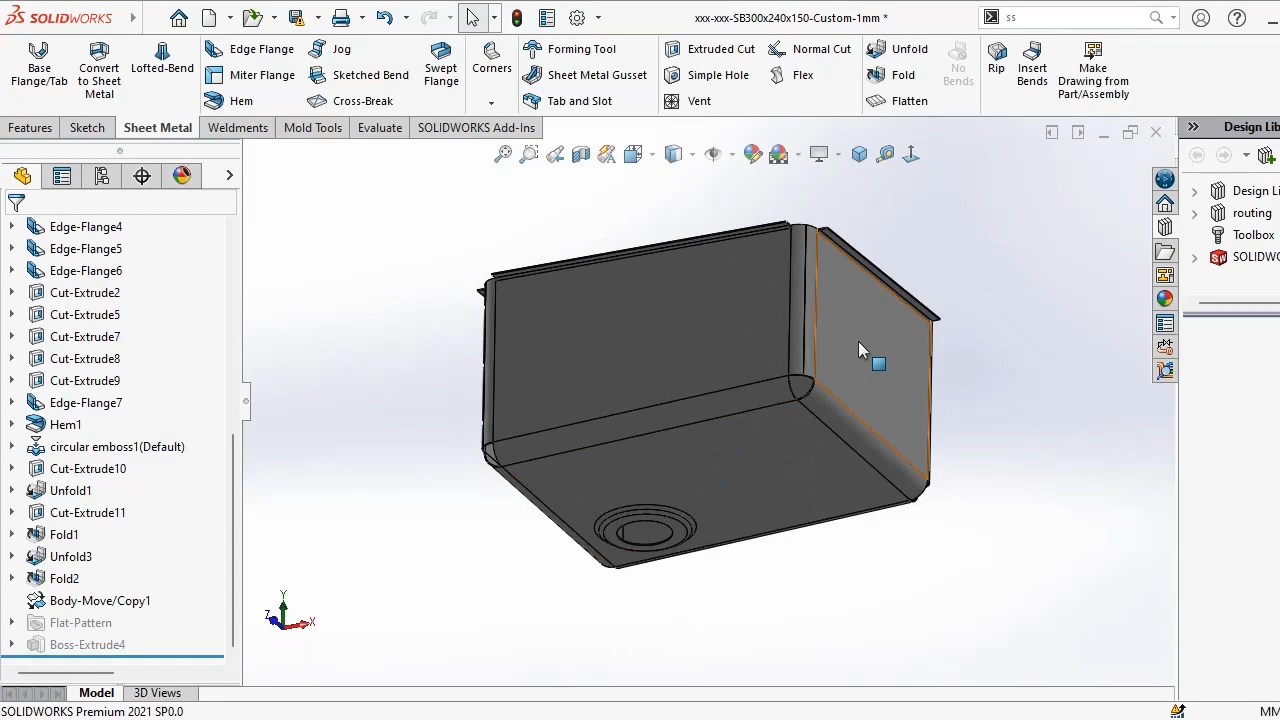 SOLIDWORKS
xxx-xxx-SB300x240x150-Custom-1mm *
ss
?
Base Flange/Tab
Convert to Sheet Metal
Lofted-Bend
Edge Flange
Miter Flange
Hem
Jog
Sketched Bend
Cross-Break
Swept Flange
Corners
Forming Tool
Sheet Metal Gusset
Tab and Slot
Extruded Cut
Simple Hole
Vent
Normal Cut
Flex
Unfold
Fold
Flatten
No Bends
Rip
Insert Bends
Make Drawing from Part/Assembly
Features
Sketch
Sheet Metal
Weldments
Mold Tools
Evaluate
SOLIDWORKS Add-Ins
Design Lib
Edge-Flange4
Edge-Flange5
Edge-Flange6
Cut-Extrude2
Cut-Extrude5
Cut-Extrude7
Cut-Extrude8
Cut-Extrude9
Edge-Flange7
Hem1
circular emboss1(Default)
Cut-Extrude10
Unfold1
Cut-Extrude11
Fold1
Unfold3
Fold2
Body-Move/Copy1
Flat-Pattern
Boss-Extrude4
Y
Z
X
Design Li
routing
Toolbox
SOLIDWO
Model
3D Views
SOLIDWORKS Premium 2021 SP0.0
MM